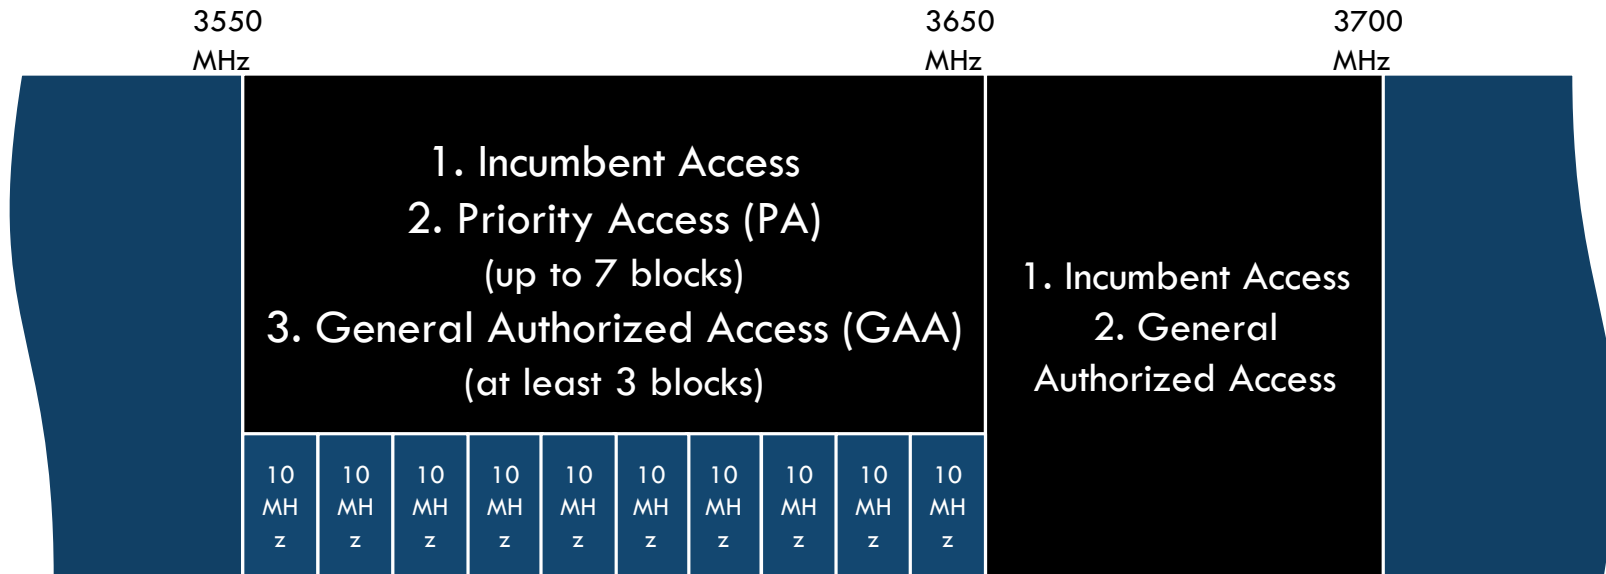 3550
MHz
3650
MHz
3700
MHz
1. Incumbent Access
2. Priority Access (PA)
(up to 7 blocks)
3. General Authorized Access (GAA)
(at least 3 blocks)
1. Incumbent Access
2. General
Authorized Access
10
MH
z
10
MH
z
10
MH
z
10
MH
z
10
MH
z
10
MH
z
10
MH
z
10
MH
z
10
MH
z
10
MH
z